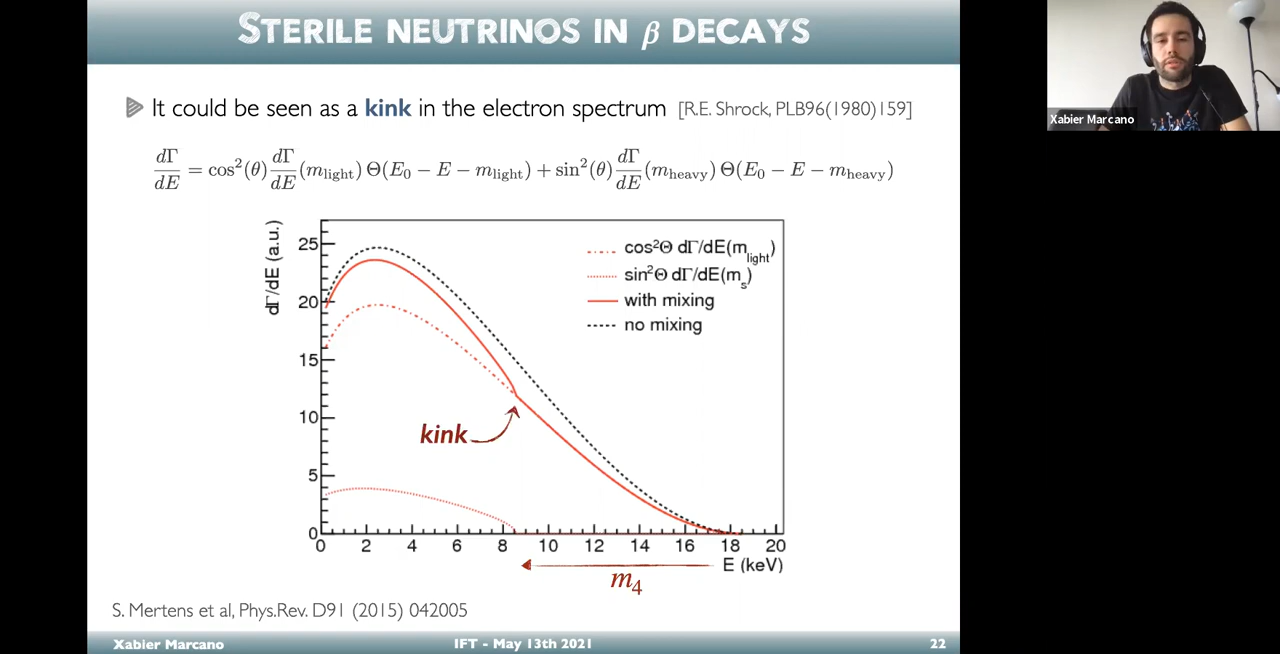 STERILE NEUTRINOS IN β DECAYS
It could be seen as a kink in the electron spectrum [R.E. Shrock, PLB96(1980)159]
dΓ/dE = cos²(θ) dΓ/dE (m_light) Θ(E₀ − E − m_light) + sin²(θ) dΓ/dE (m_heavy) Θ(E₀ − E − m_heavy)
dΓ/dE (a.u.)
25
20
15
10
5
0
cos²Θ dΓ/dE(m_light)
sin²Θ dΓ/dE(m_s)
with mixing
no mixing
kink
0 2 4 6 8 10 12 14 16 18 20
E (keV)
m₄
S. Mertens et al, Phys.Rev. D91 (2015) 042005
Xabier Marcano IFT - May 13th 2021 22
Xabier Marcano